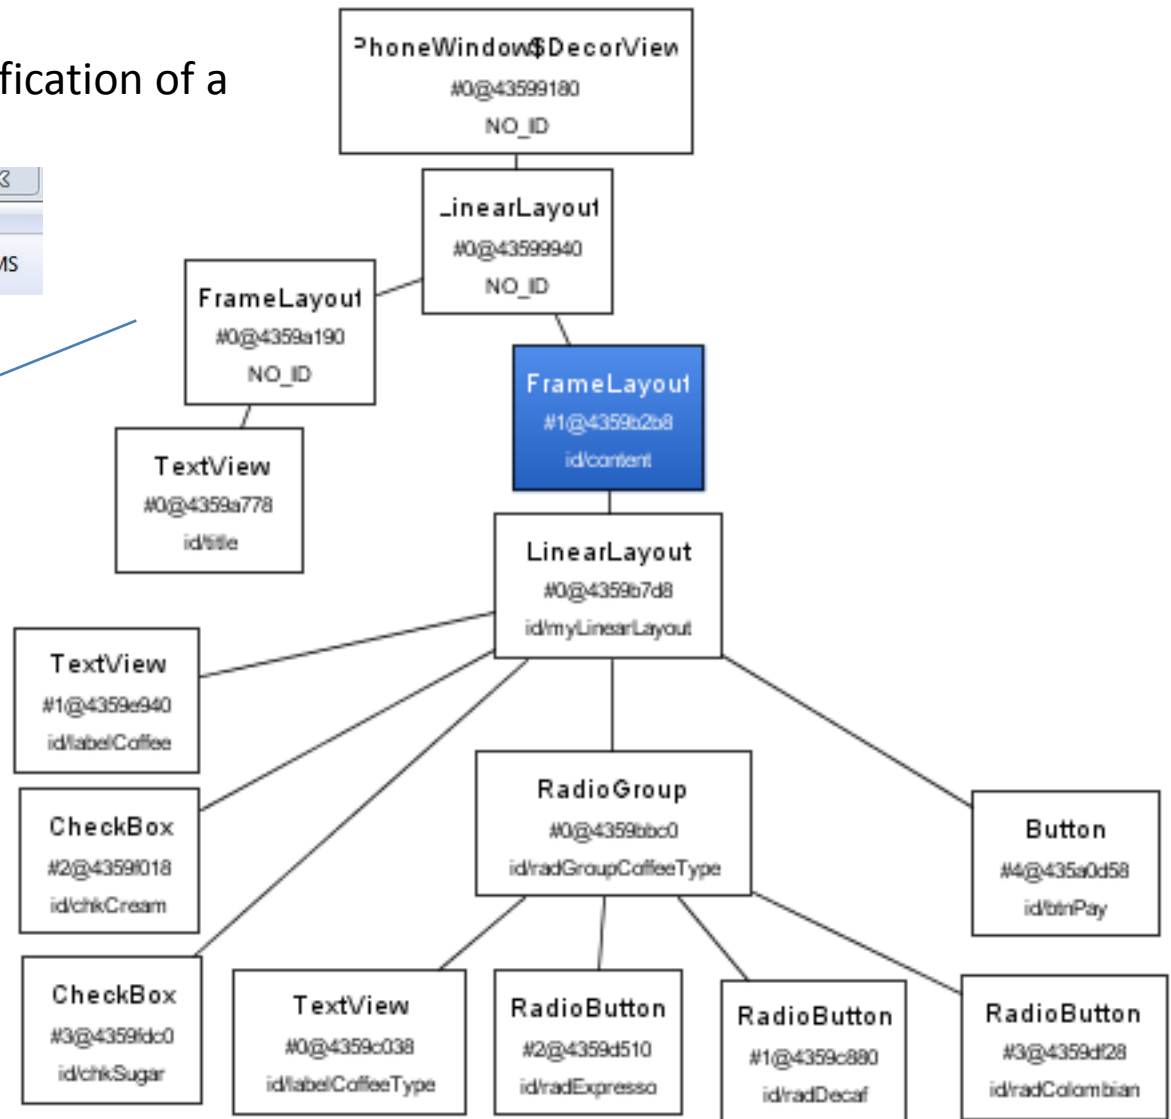 PhoneWindow$DecorView
#0@43599180
NO_ID
fication of a
LinearLayout
#0@43599940
NO_ID
MS
FrameLayout
#0@4359a190
NO_ID
FrameLayout
#1@4359b2b8
id/content
TextView
#0@4359a778
id/title
LinearLayout
#0@4359b7d8
id/myLinearLayout
TextView
#1@4359e940
id/labelCoffee
CheckBox
#2@4359f018
id/chkCream
RadioGroup
#0@4359bbc0
id/radGroupCoffeeType
Button
#4@435a0d58
id/btnPay
CheckBox
#3@4359fdc0
id/chkSugar
TextView
#0@4359c038
id/labelCoffeeType
RadioButton
#2@4359d510
id/radExpresso
RadioButton
#1@4359c880
id/radDecaf
RadioButton
#3@4359df28
id/radColombian